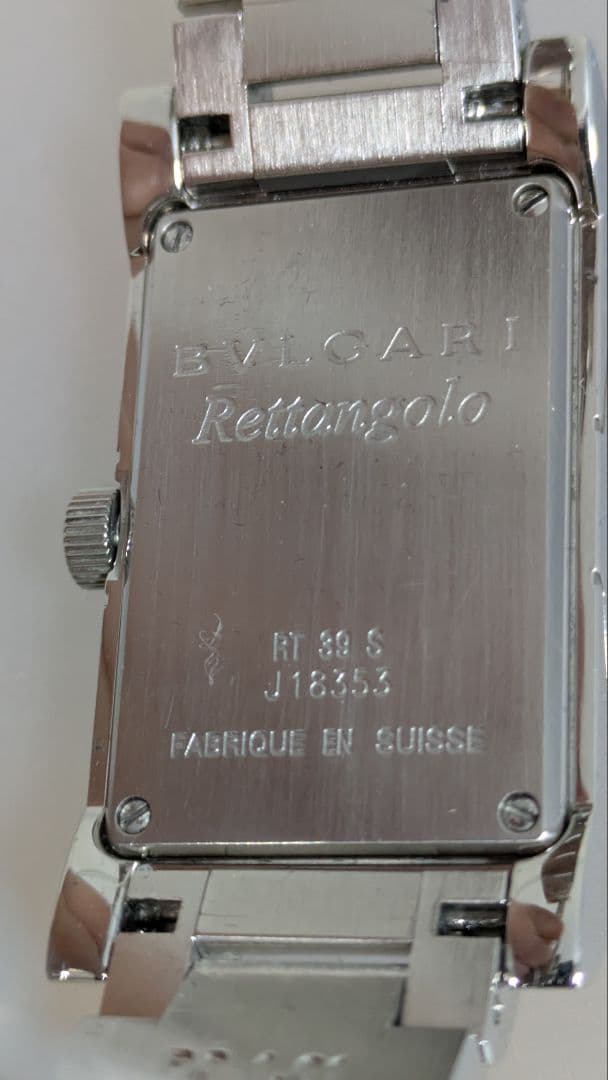 BVLGARI
Rettangolo
RT 39 S
J18353
FABRIQUE EN SUISSE